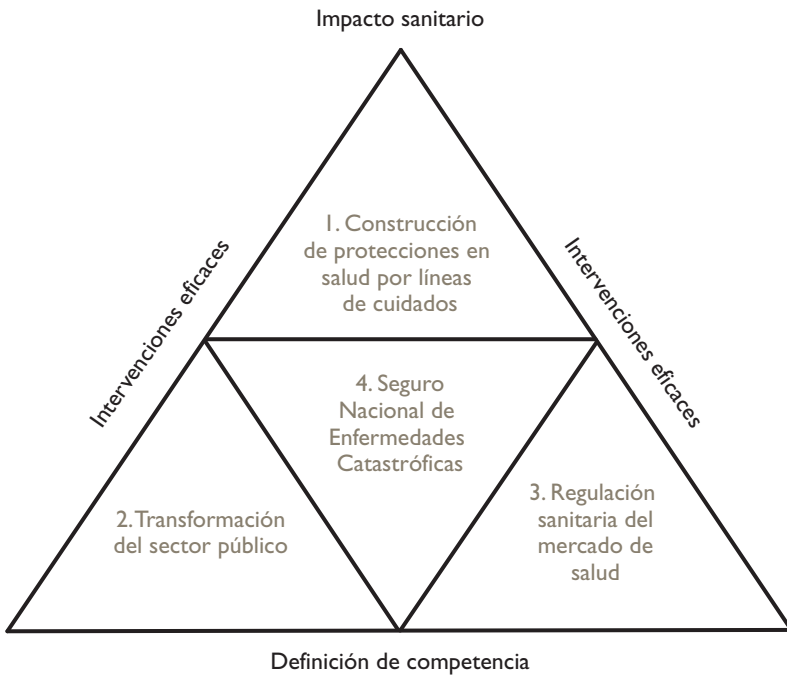 Impacto sanitario
1. Construcción
de protecciones en
salud por líneas
de cuidados
Intervenciones eficaces
Intervenciones eficaces
4. Seguro
Nacional de
Enfermedades
Catastróficas
2. Transformación
del sector público
3. Regulación
sanitaria del
mercado de
salud
Definición de competencia